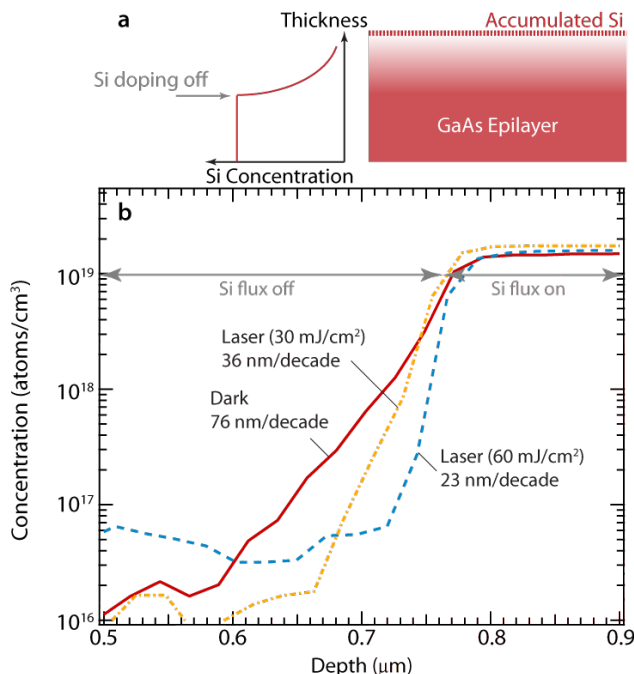 a
Thickness
Accumulated Si
Si doping off
GaAs Epilayer
Si Concentration
b
Concentration (atoms/cm³)
10¹⁹
10¹⁸
10¹⁷
10¹⁶
Si flux off
Si flux on
Laser (30 mJ/cm²)
36 nm/decade
Dark
76 nm/decade
Laser (60 mJ/cm²)
23 nm/decade
0.5
0.6
0.7
0.8
0.9
Depth (μm)